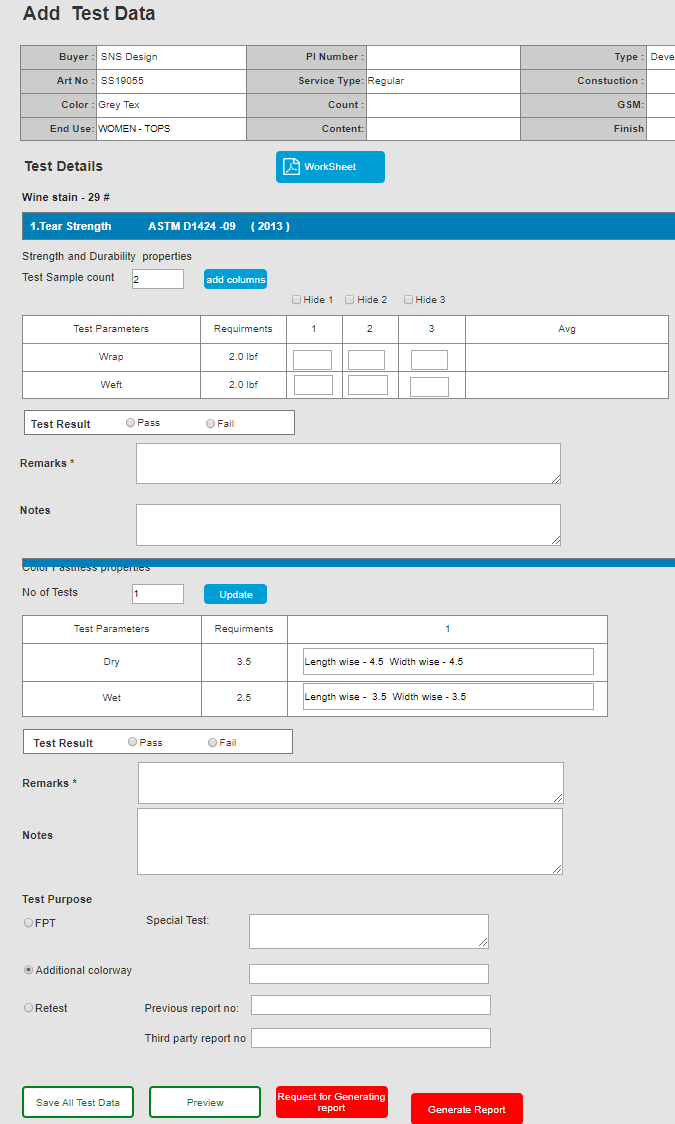 Add Test Data
Buyer : SNS Design PI Number : Type : Deve
Art No : SS19055 Service Type: Regular Constuction :
Color : Grey Tex Count : GSM:
End Use: WOMEN - TOPS Content: Finish
Test Details
WorkSheet
Wine stain - 29 #
1.Tear Strength ASTM D1424 -09 ( 2013 )
Strength and Durability properties
Test Sample count 2 add columns
Hide 1 Hide 2 Hide 3
Test Parameters Requirments 1 2 3 Avg
Wrap 2.0 lbf
Weft 2.0 lbf
Test Result Pass Fail
Remarks *
Notes
Color Fastness properties
No of Tests 1 Update
Test Parameters Requirments 1
Dry 3.5 Length wise - 4.5 Width wise - 4.5
Wet 2.5 Length wise - 3.5 Width wise - 3.5
Test Result Pass Fail
Remarks *
Notes
Test Purpose
FPT Special Test:
Additional colorway
Retest Previous report no:
Third party report no
Save All Test Data Preview Request for Generating
report
Generate Report